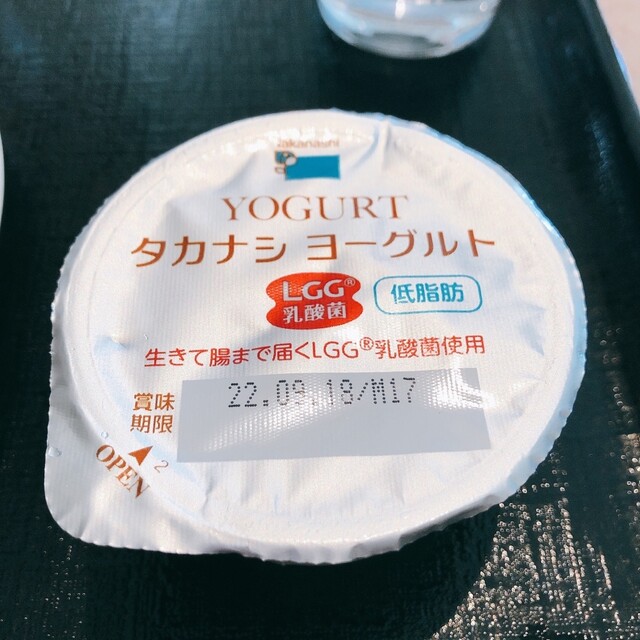 takanashi
YOGURT
タカナシ ヨーグルト
LGG®
乳酸菌
低脂肪
生きて腸まで届くLGG®乳酸菌使用
賞味
期限
22.09.18/M17
OPEN
2